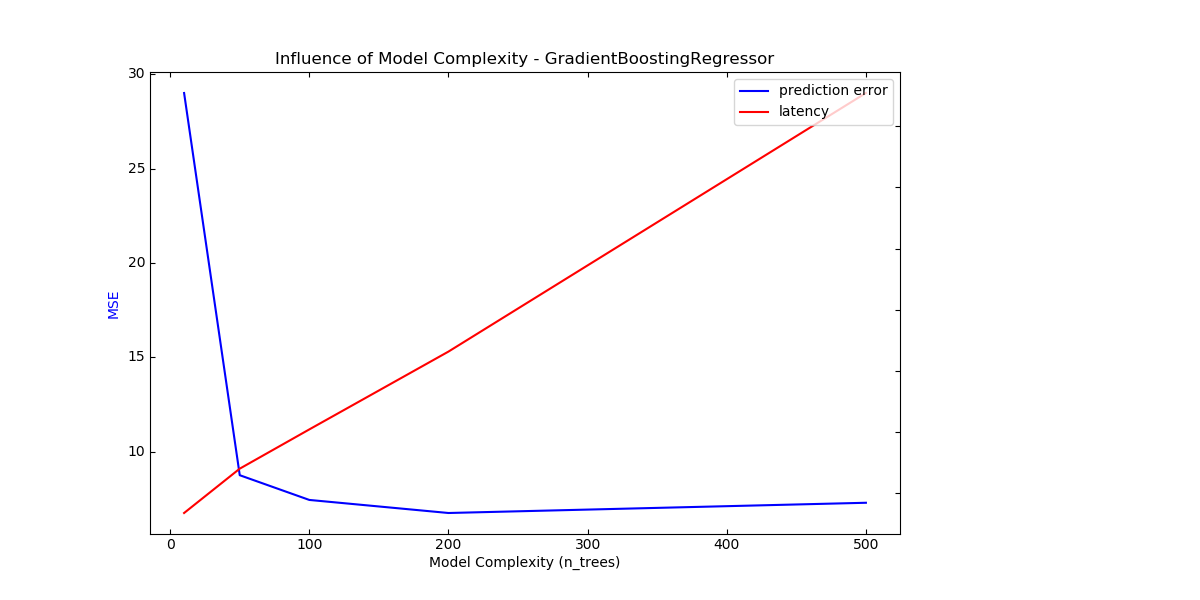 Influence of Model Complexity - GradientBoostingRegressor
prediction error
latency
30
25
20
15
10
MSE
0 100 200 300 400 500
Model Complexity (n_trees)